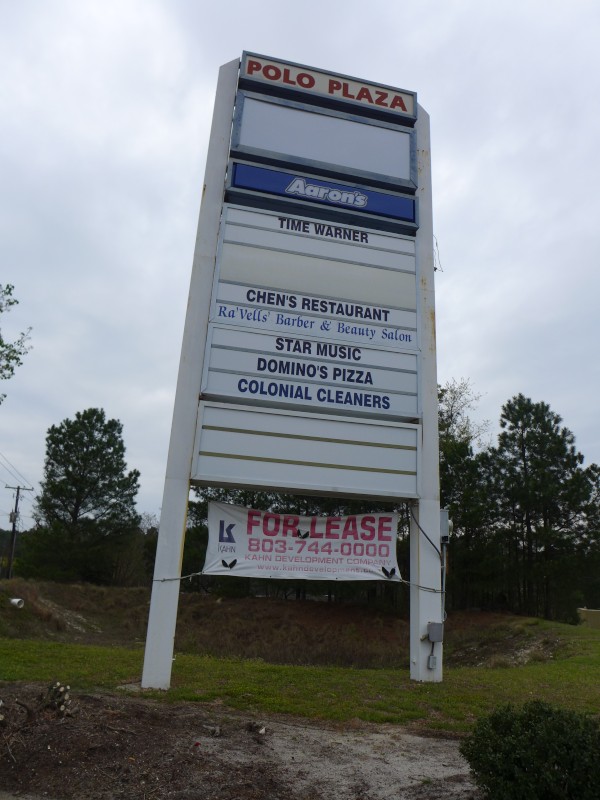 POLO PLAZA
Aaron's
TIME WARNER
CHEN'S RESTAURANT
Ra'Vells' Barber & Beauty Salon
STAR MUSIC
DOMINO'S PIZZA
COLONIAL CLEANERS
K
KAHN
FOR LEASE
803-744-0000
KAHN DEVELOPMENT COMPANY